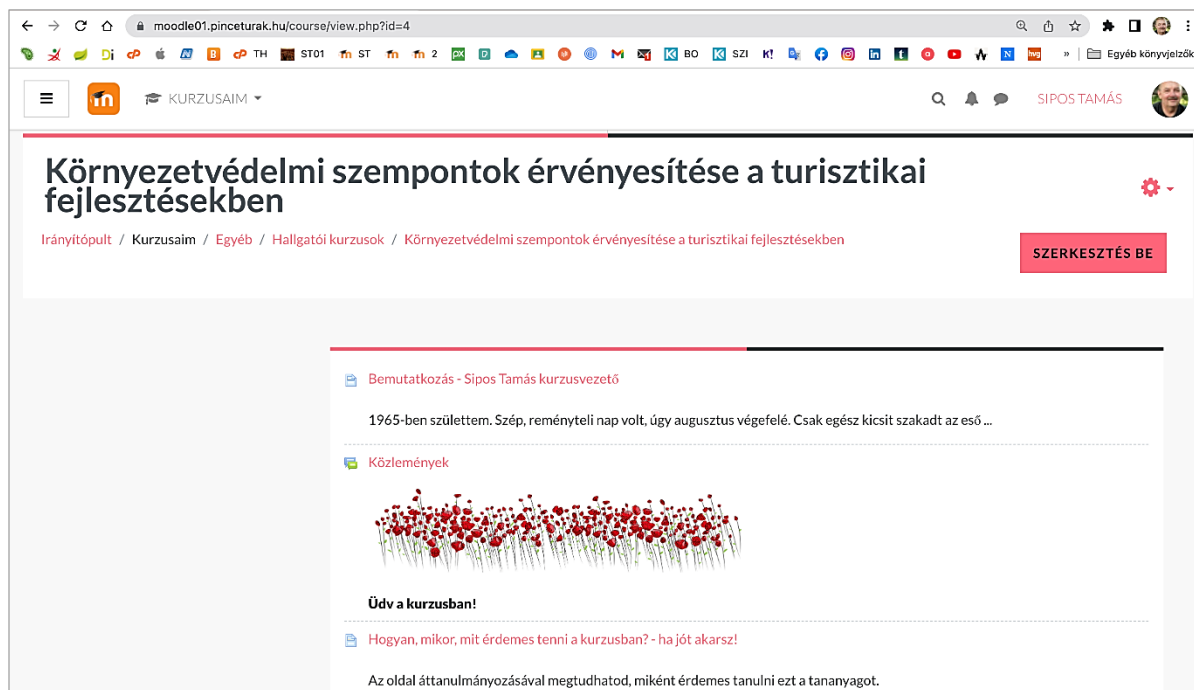 moodle01.pinceturak.hu/course/view.php?id=4
Di TH ST01 ST 2 BO SZI K! hvg » Egyéb könyvjelzők
KURZUSAIM SIPOS TAMÁS
Környezetvédelmi szempontok érvényesítése a turisztikai
fejlesztésekben
Irányítópult / Kurzusaim / Egyéb / Hallgatói kurzusok / Környezetvédelmi szempontok érvényesítése a turisztikai fejlesztésekben
SZERKESZTÉS BE
Bemutatkozás - Sipos Tamás kurzusvezető
1965-ben születtem. Szép, reményteli nap volt, úgy augusztus végefelé. Csak egész kicsit szakadt az eső ...
Közlemények
Üdv a kurzusban!
Hogyan, mikor, mit érdemes tenni a kurzusban? - ha jót akarsz!
Az oldal áttanulmányozásával megtudhatod, miként érdemes tanulni ezt a tananyagot.